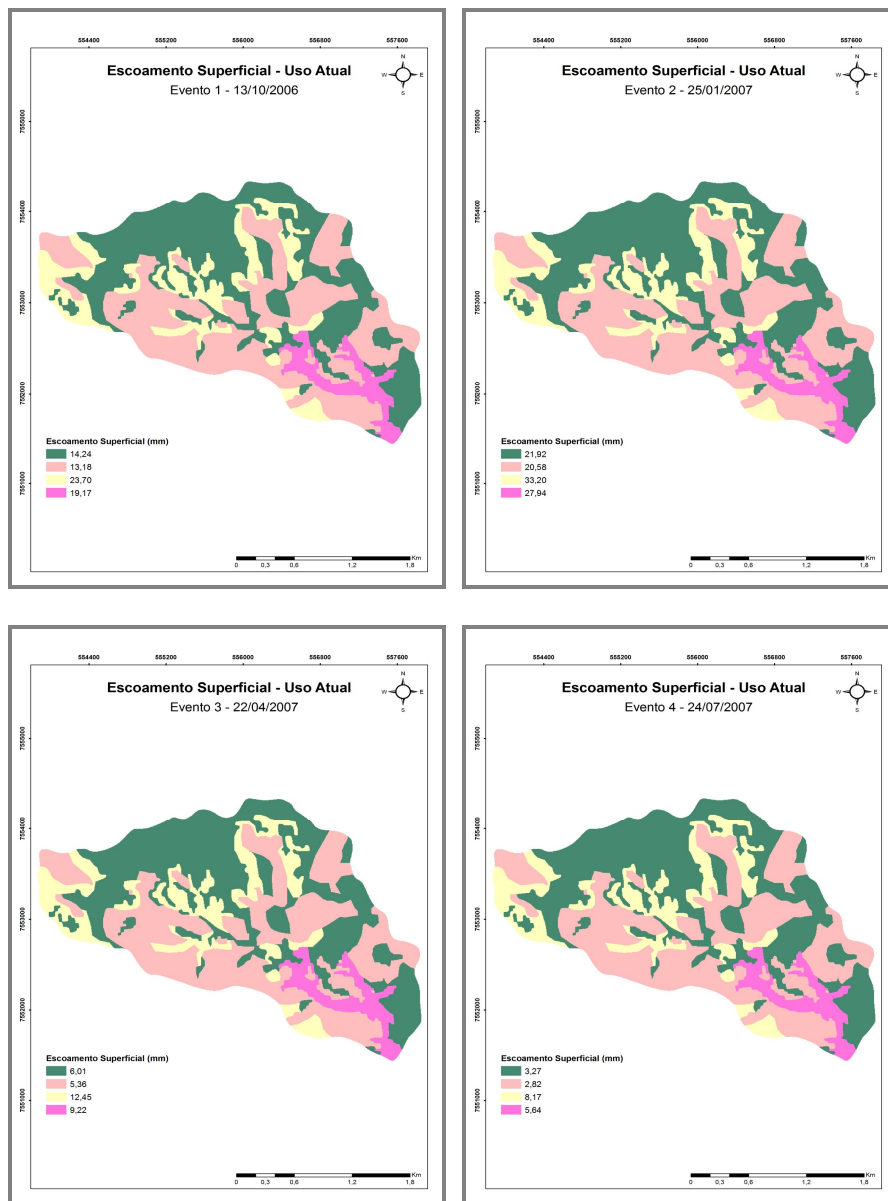 554400 555200 556000 556800 557600
Escoamento Superficial - Uso Atual
Evento 1 - 13/10/2006
N
W E
S
7555000
7554000
7553000
7552000
7551000
Escoamento Superficial (mm)
14,24
13,18
23,70
19,17
Km
0 0,3 0,6 1,2 1,8
554400 555200 556000 556800 557600
Escoamento Superficial - Uso Atual
Evento 2 - 25/01/2007
N
W E
S
7555000
7554000
7553000
7552000
7551000
Escoamento Superficial (mm)
21,92
20,58
33,20
27,94
Km
0 0,3 0,6 1,2 1,8
554400 555200 556000 556800 557600
Escoamento Superficial - Uso Atual
Evento 3 - 22/04/2007
N
W E
S
7555000
7554000
7553000
7552000
7551000
Escoamento Superficial (mm)
6,01
5,36
12,45
9,22
Km
0 0,3 0,6 1,2 1,8
554400 555200 556000 556800 557600
Escoamento Superficial - Uso Atual
Evento 4 - 24/07/2007
N
W E
S
7555000
7554000
7553000
7552000
7551000
Escoamento Superficial (mm)
3,27
2,82
8,17
5,64
Km
0 0,3 0,6 1,2 1,8